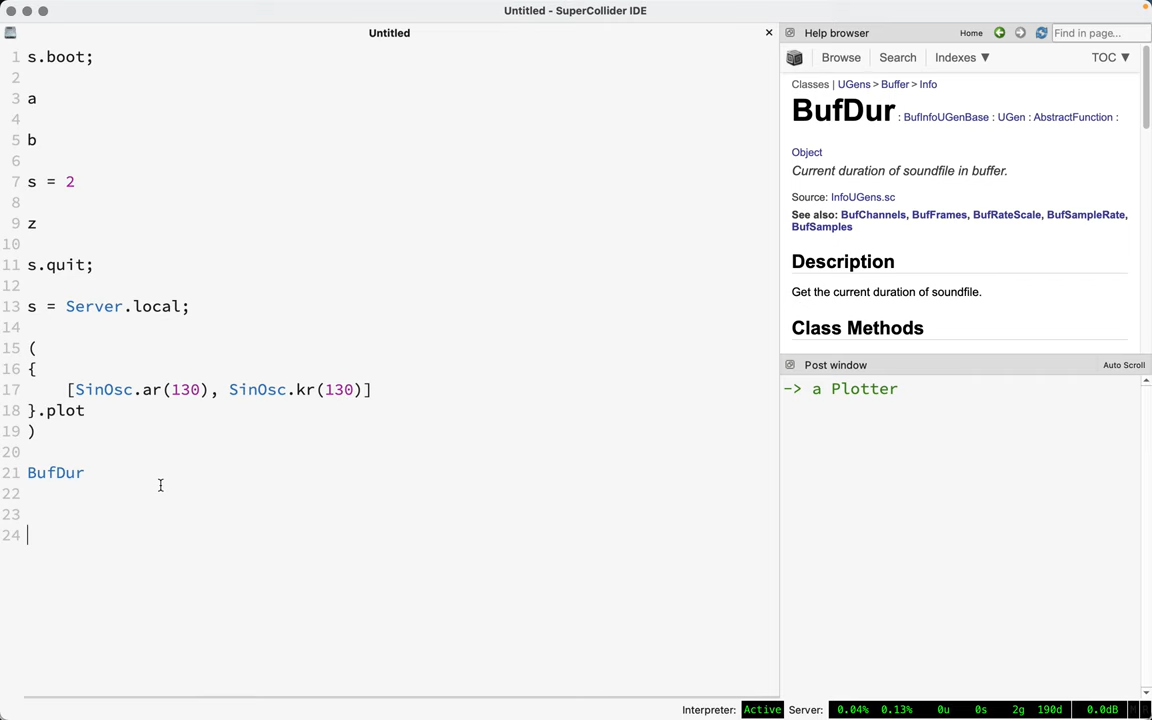 Untitled - SuperCollider IDE
Untitled
1 s.boot;
2
3 a
4
5 b
6
7 s = 2
8
9 z
10
11 s.quit;
12
13 s = Server.local;
14
15 (
16 {
17 [SinOsc.ar(130), SinOsc.kr(130)]
18 }.plot
19 )
20
21 BufDur
22
23
24
Help browser Home Find in page...
Browse Search Indexes ▼ TOC ▼
Classes | UGens > Buffer > Info
BufDur : BufInfoUGenBase : UGen : AbstractFunction :
Object
Current duration of soundfile in buffer.
Source: InfoUGens.sc
See also: BufChannels, BufFrames, BufRateScale, BufSampleRate,
BufSamples
Description
Get the current duration of soundfile.
Class Methods
Post window Auto Scroll
-> a Plotter
Interpreter: Active Server: 0.04% 0.13% 0u 0s 2g 190d 0.0dB